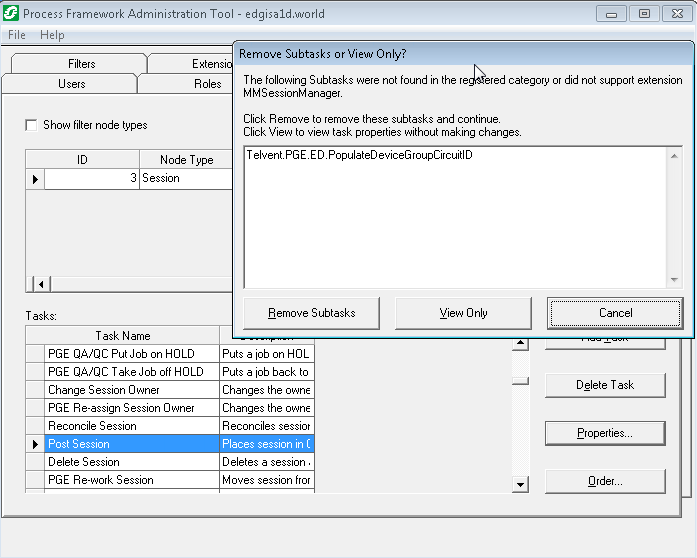 Process Framework Administration Tool - edgisa1d.world
File Help
Filters
Extensio
Users
Roles
Show filter node types
ID Node Type
3 Session
Remove Subtasks or View Only?
The following Subtasks were not found in the registered category or did not support extension
MMSessionManager.
Click Remove to remove these subtasks and continue.
Click View to view task properties without making changes.
Telvent.PGE.ED.PopulateDeviceGroupCircuitID
Remove Subtasks View Only Cancel
Tasks:
Task Name Description
PGE QA/QC Put Job on HOLD Puts a job on HOL
PGE QA/QC Take Job off HOLD Puts a job back to
Change Session Owner Changes the owne
PGE Re-assign Session Owner Changes the owne
Reconcile Session Reconciles session
Post Session Places session in
Delete Session Deletes a session
PGE Re-work Session Moves session from
Add Task
Delete Task
Properties...
Order...